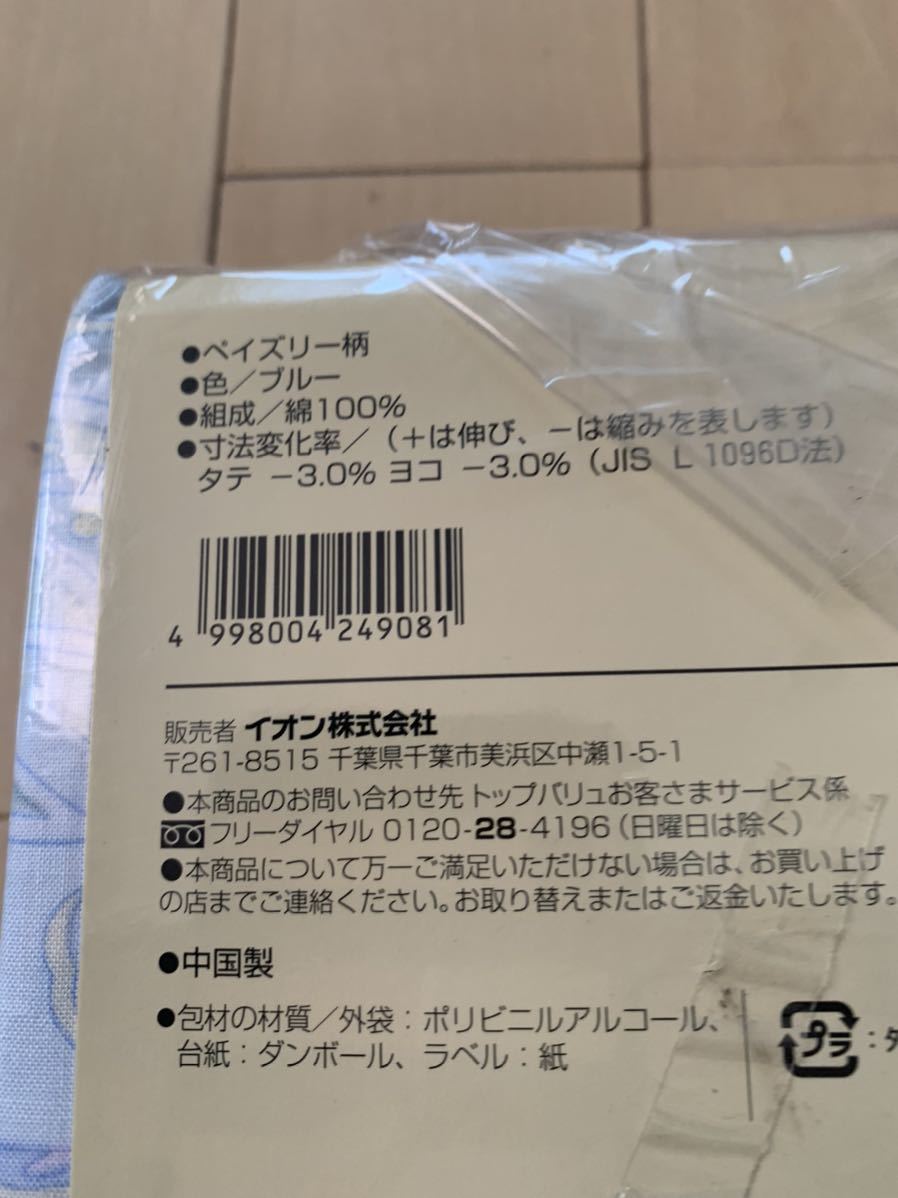 ●ペイズリー柄
●色／ブルー
●組成／綿100%
●寸法変化率／（＋は伸び、－は縮みを表します）
タテ －3.0% ヨコ －3.0%（JIS L 1096D法）
4 998004 249081
販売者 イオン株式会社
〒261-8515 千葉県千葉市美浜区中瀬1-5-1
●本商品のお問い合わせ先 トップバリュお客さまサービス係
フリーダイヤル 0120-28-4196（日曜日は除く）
●本商品について万一ご満足いただけない場合は、お買い上げ
の店までご連絡ください。お取り替えまたはご返金いたします。
●中国製
●包材の材質／外袋：ポリビニルアルコール、
台紙：ダンボール、ラベル：紙
プラ：